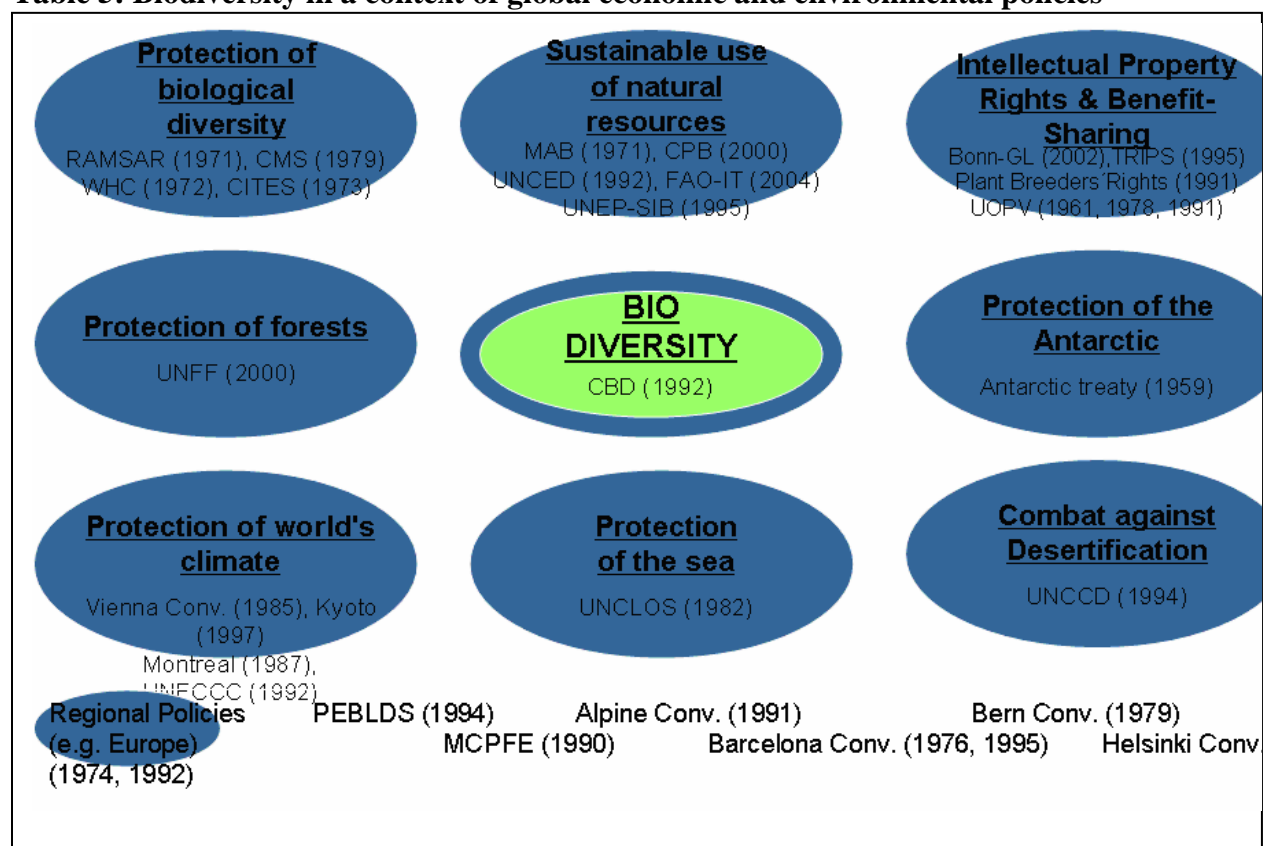 Table 3: Biodiversity in a context of global economic and environmental policies
Protection of
biological
diversity
RAMSAR (1971), CMS (1979)
WHC (1972), CITES (1973)
Sustainable use
of natural
resources
MAB (1971), CPB (2000)
UNCED (1992), FAO-IT (2004)
UNEP-SIB (1995)
Intellectual Property
Rights & Benefit-
Sharing
Bonn-GL (2002),TRIPS (1995)
Plant Breeders´Rights (1991)
UOPV (1961, 1978, 1991)
Protection of forests
UNFF (2000)
BIO
DIVERSITY
CBD (1992)
Protection of the
Antarctic
Antarctic treaty (1959)
Protection of world's
climate
Vienna Conv. (1985), Kyoto
(1997)
Montreal (1987),
UNFCCC (1992)
Protection
of the sea
UNCLOS (1982)
Combat against
Desertification
UNCCD (1994)
Regional Policies PEBLDS (1994) Alpine Conv. (1991) Bern Conv. (1979)
(e.g. Europe) MCPFE (1990) Barcelona Conv. (1976, 1995) Helsinki Conv.
(1974, 1992)